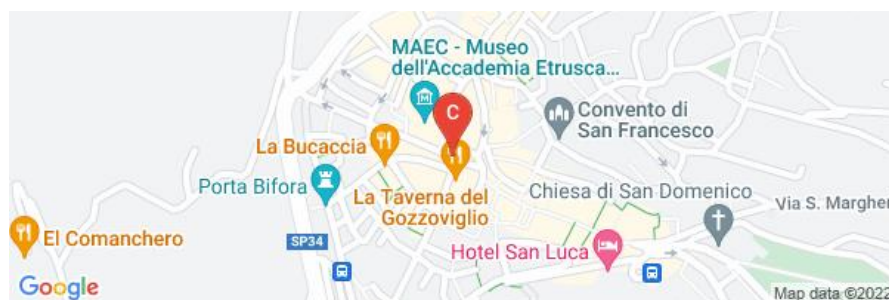 MAEC - Museo
dell'Accademia Etrusca...
C
Convento di
San Francesco
La Bucaccia
Porta Bifora
La Taverna del
Gozzoviglio
Chiesa di San Domenico
Via S. Margher
El Comanchero
SP34
Hotel San Luca
Google
Map data ©2022